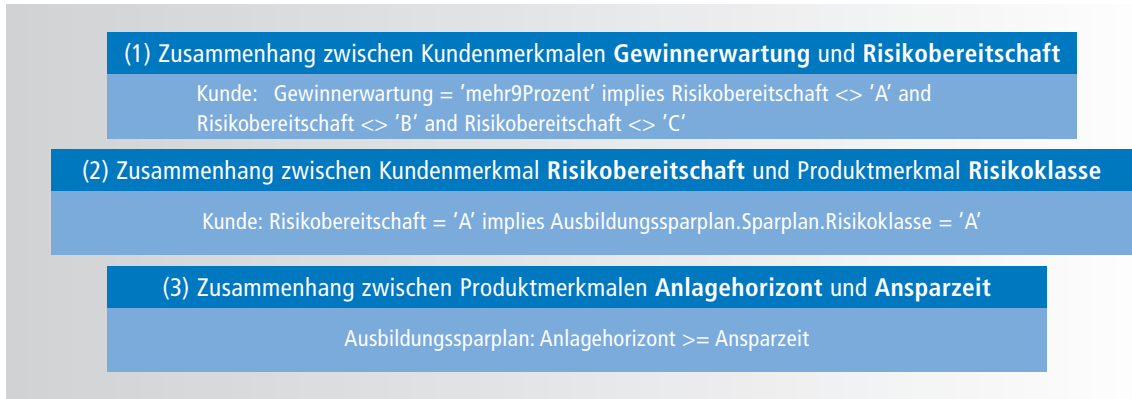 (1) Zusammenhang zwischen Kundenmerkmalen Gewinnerwartung und Risikobereitschaft
Kunde: Gewinnerwartung = 'mehr9Prozent' implies Risikobereitschaft <> 'A' and
Risikobereitschaft <> 'B' and Risikobereitschaft <> 'C'
(2) Zusammenhang zwischen Kundenmerkmal Risikobereitschaft und Produktmerkmal Risikoklasse
Kunde: Risikobereitschaft = 'A' implies Ausbildungssparplan.Sparplan.Risikoklasse = 'A'
(3) Zusammenhang zwischen Produktmerkmalen Anlagehorizont und Ansparzeit
Ausbildungssparplan: Anlagehorizont >= Ansparzeit